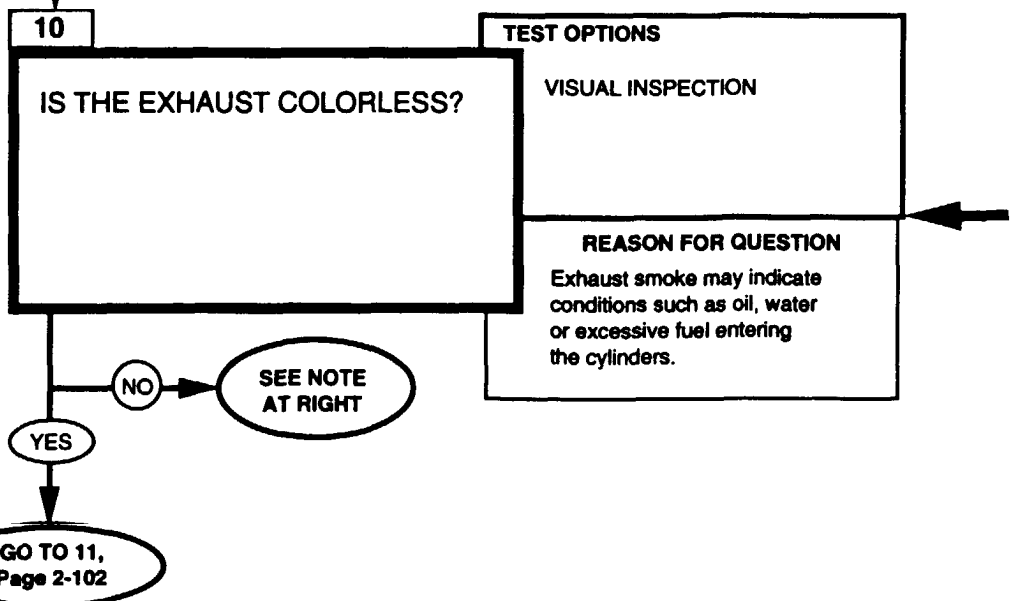 10
IS THE EXHAUST COLORLESS?
TEST OPTIONS
VISUAL INSPECTION
REASON FOR QUESTION
Exhaust smoke may indicate
conditions such as oil, water
or excessive fuel entering
the cylinders.
NO
SEE NOTE
AT RIGHT
YES
GO TO 11,
Page 2-102